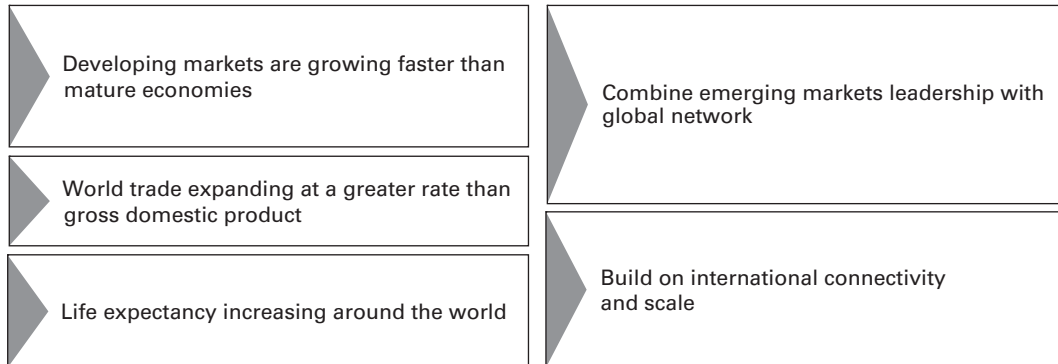 Developing markets are growing faster than
mature economies
World trade expanding at a greater rate than
gross domestic product
Life expectancy increasing around the world
Combine emerging markets leadership with
global network
Build on international connectivity
and scale